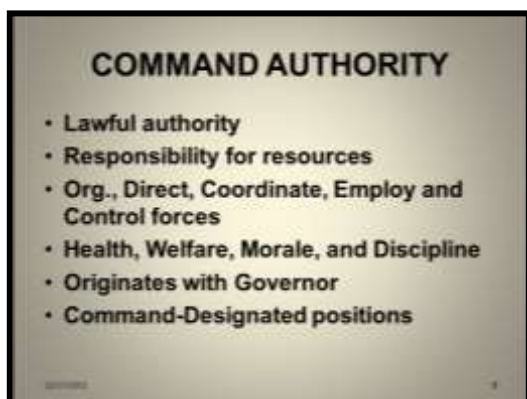 COMMAND AUTHORITY
• Lawful authority
• Responsibility for resources
• Org., Direct, Coordinate, Employ and
Control forces
• Health, Welfare, Morale, and Discipline
• Originates with Governor
• Command-Designated positions